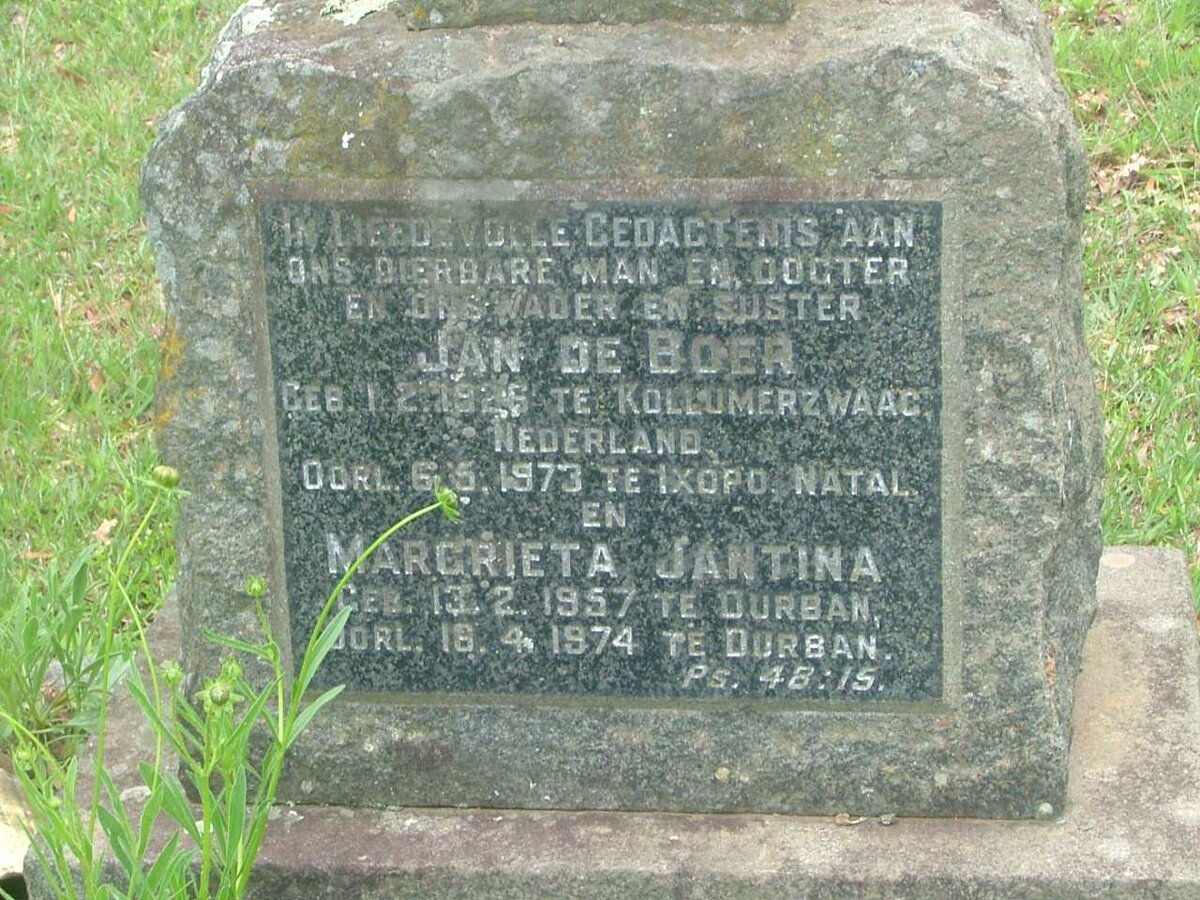 IN LIEFDEVOLLE GEDAGTENIS AAN
ONS DIERBARE MAN EN DOGTER
EN ONS VADER EN SUSTER
JAN DE BOER
GEB. 1.2.1925 TE KOLLUMERZWAAG,
NEDERLAND,
OORL. 6.5.1973 TE IXOPO, NATAL.
EN
MARGRIETA JANTINA
GEB. 13.2.1957 TE DURBAN,
OORL. 16.4.1974 TE DURBAN.
PS. 48:15.